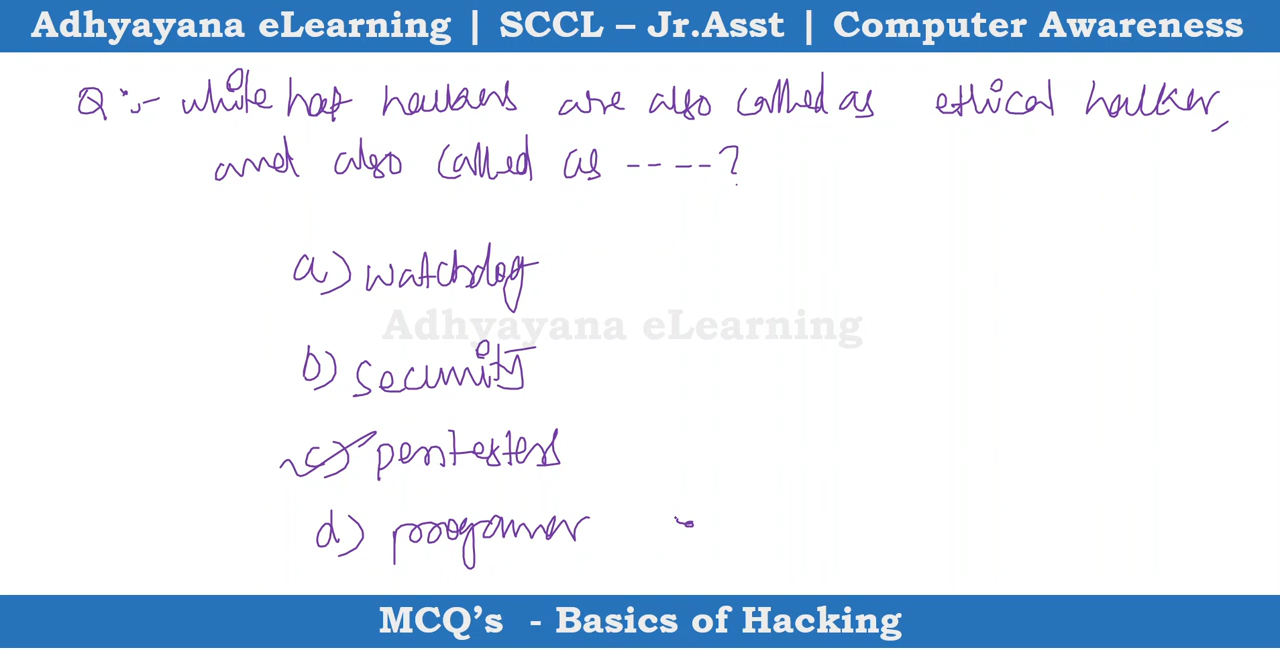 Adhyayana eLearning | SCCL – Jr.Asst | Computer Awareness
Q:- white hat hackers are also called as ethical hacker,
and also called as ----?
a) watchdog
Adhyayana eLearning
b) security
c) pentesters
d) progamer
MCQ's - Basics of Hacking